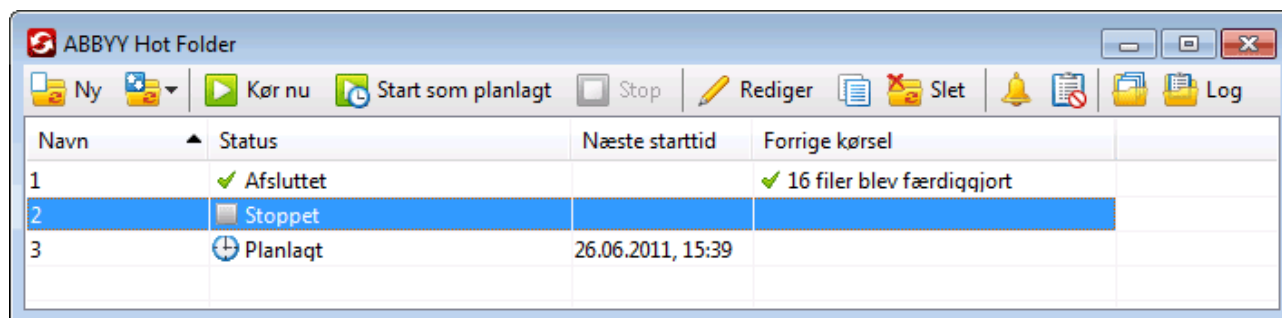 ABBYY Hot Folder
Ny Kør nu Start som planlagt Stop Rediger Slet Log
Navn Status Næste starttid Forrige kørsel
1 Afsluttet 16 filer blev færdiggjort
2 Stoppet
3 Planlagt 26.06.2011, 15:39